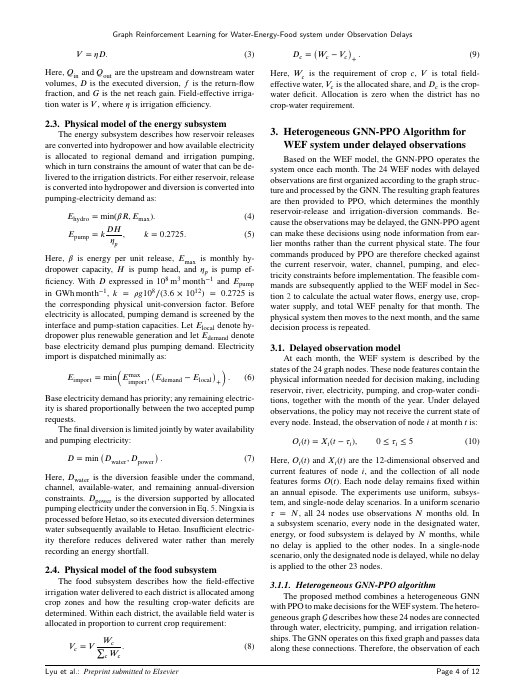 Graph Reinforcement Learning for Water-Energy-Food system under Observation Delays
V = ηD. (3)
Here, Q_in and Q_out are the upstream and downstream water
volumes, D is the executed diversion, f is the return-flow
fraction, and G is the net reach gain. Field-effective irriga-
tion water is V, where η is irrigation efficiency.
2.3. Physical model of the energy subsystem
The energy subsystem describes how reservoir releases
are converted into hydropower and how available electricity
is allocated to regional demand and irrigation pumping,
which in turn constrains the amount of water that can be de-
livered to the irrigation districts. For either reservoir, release
is converted into hydropower and diversion is converted into
pumping-electricity demand as:
E_hydro = min(βR, E_max). (4)
E_pump = k DH/η_p, k = 0.2725. (5)
Here, β is energy per unit release, E_max is monthly hy-
dropower capacity, H is pump head, and η_p is pump ef-
ficiency. With D expressed in 10⁸ m³ month⁻¹ and E_pump
in GWh month⁻¹, k = ρg10⁸/(3.6 × 10¹²) = 0.2725 is
the corresponding physical unit-conversion factor. Before
electricity is allocated, pumping demand is screened by the
interface and pump-station capacities. Let E_local denote hy-
dropower plus renewable generation and let E_demand denote
base electricity demand plus pumping demand. Electricity
import is dispatched minimally as:
E_import = min(E_import^max, (E_demand − E_local)_+). (6)
Base electricity demand has priority; any remaining electric-
ity is shared proportionally between the two accepted pump
requests.
The final diversion is limited jointly by water availability
and pumping electricity:
D = min (D_water, D_power). (7)
Here, D_water is the diversion feasible under the command,
channel, available-water, and remaining annual-diversion
constraints. D_power is the diversion supported by allocated
pumping electricity under the conversion in Eq. 5. Ningxia is
processed before Hetao, so its executed diversion determines
water subsequently available to Hetao. Insufficient electric-
ity therefore reduces delivered water rather than merely
recording an energy shortfall.
2.4. Physical model of the food subsystem
The food subsystem describes how the field-effective
irrigation water delivered to each district is allocated among
crop zones and how the resulting crop-water deficits are
determined. Within each district, the available field water is
allocated in proportion to current crop requirement:
V_c = V W_c/∑_c W_c. (8)
D_c = (W_c − V_c)_+. (9)
Here, W_c is the requirement of crop c, V is total field-
effective water, V_c is the allocated share, and D_c is the crop-
water deficit. Allocation is zero when the district has no
crop-water requirement.
3. Heterogeneous GNN-PPO Algorithm for
WEF system under delayed observations
Based on the WEF model, the GNN-PPO operates the
system once each month. The 24 WEF nodes with delayed
observations are first organized according to the graph struc-
ture and processed by the GNN. The resulting graph features
are then provided to PPO, which determines the monthly
reservoir-release and irrigation-diversion commands. Be-
cause the observations may be delayed, the GNN-PPO agent
can make these decisions using node information from ear-
lier months rather than the current physical state. The four
commands produced by PPO are therefore checked against
the current reservoir, water, channel, pumping, and elec-
tricity constraints before implementation. The feasible com-
mands are subsequently applied to the WEF model in Sec-
tion 2 to calculate the actual water flows, energy use, crop-
water supply, and total WEF penalty for that month. The
physical system then moves to the next month, and the same
decision process is repeated.
3.1. Delayed observation model
At each month, the WEF system is described by the
states of the 24 graph nodes. These node features contain the
physical information needed for decision making, including
reservoir, river, electricity, pumping, and crop-water condi-
tions, together with the month of the year. Under delayed
observations, the policy may not receive the current state of
every node. Instead, the observation of node i at month t is:
O_i(t) = X_i(t − τ_i), 0 ≤ τ_i ≤ 5 (10)
Here, O_i(t) and X_i(t) are the 12-dimensional observed and
current features of node i, and the collection of all node
features forms O(t). Each node delay remains fixed within
an annual episode. The experiments use uniform, subsys-
tem, and single-node delay scenarios. In a uniform scenario
τ = N, all 24 nodes use observations N months old. In
a subsystem scenario, every node in the designated water,
energy, or food subsystem is delayed by N months, while
no delay is applied to the other nodes. In a single-node
scenario, only the designated node is delayed, while no delay
is applied to the other 23 nodes.
3.1.1. Heterogeneous GNN-PPO algorithm
The proposed method combines a heterogeneous GNN
with PPO to make decisions for the WEF system. The hetero-
geneous graph G describes how these 24 nodes are connected
through water, electricity, pumping, and irrigation relation-
ships. The GNN operates on this fixed graph and passes data
along these connections. Therefore, the observation of each
Lyu et al.: Preprint submitted to Elsevier Page 4 of 12